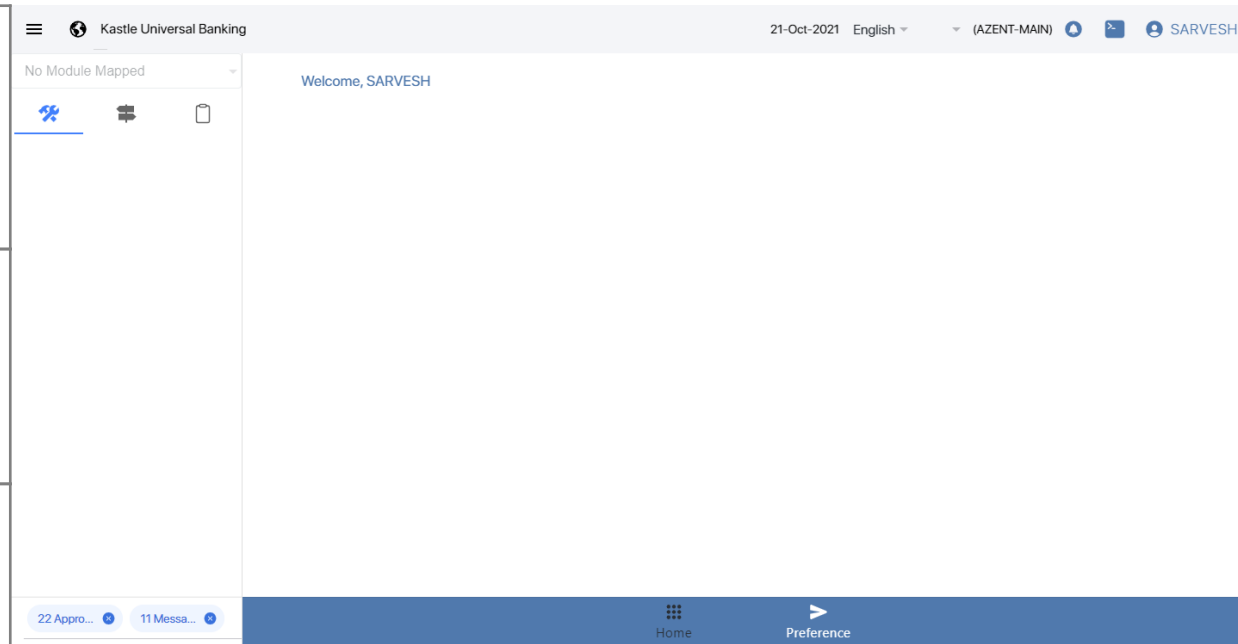 Kastle Universal Banking
21-Oct-2021 English (AZENT-MAIN) SARVESH
No Module Mapped
Welcome, SARVESH
22 Appro... 11 Messa...
Home Preference